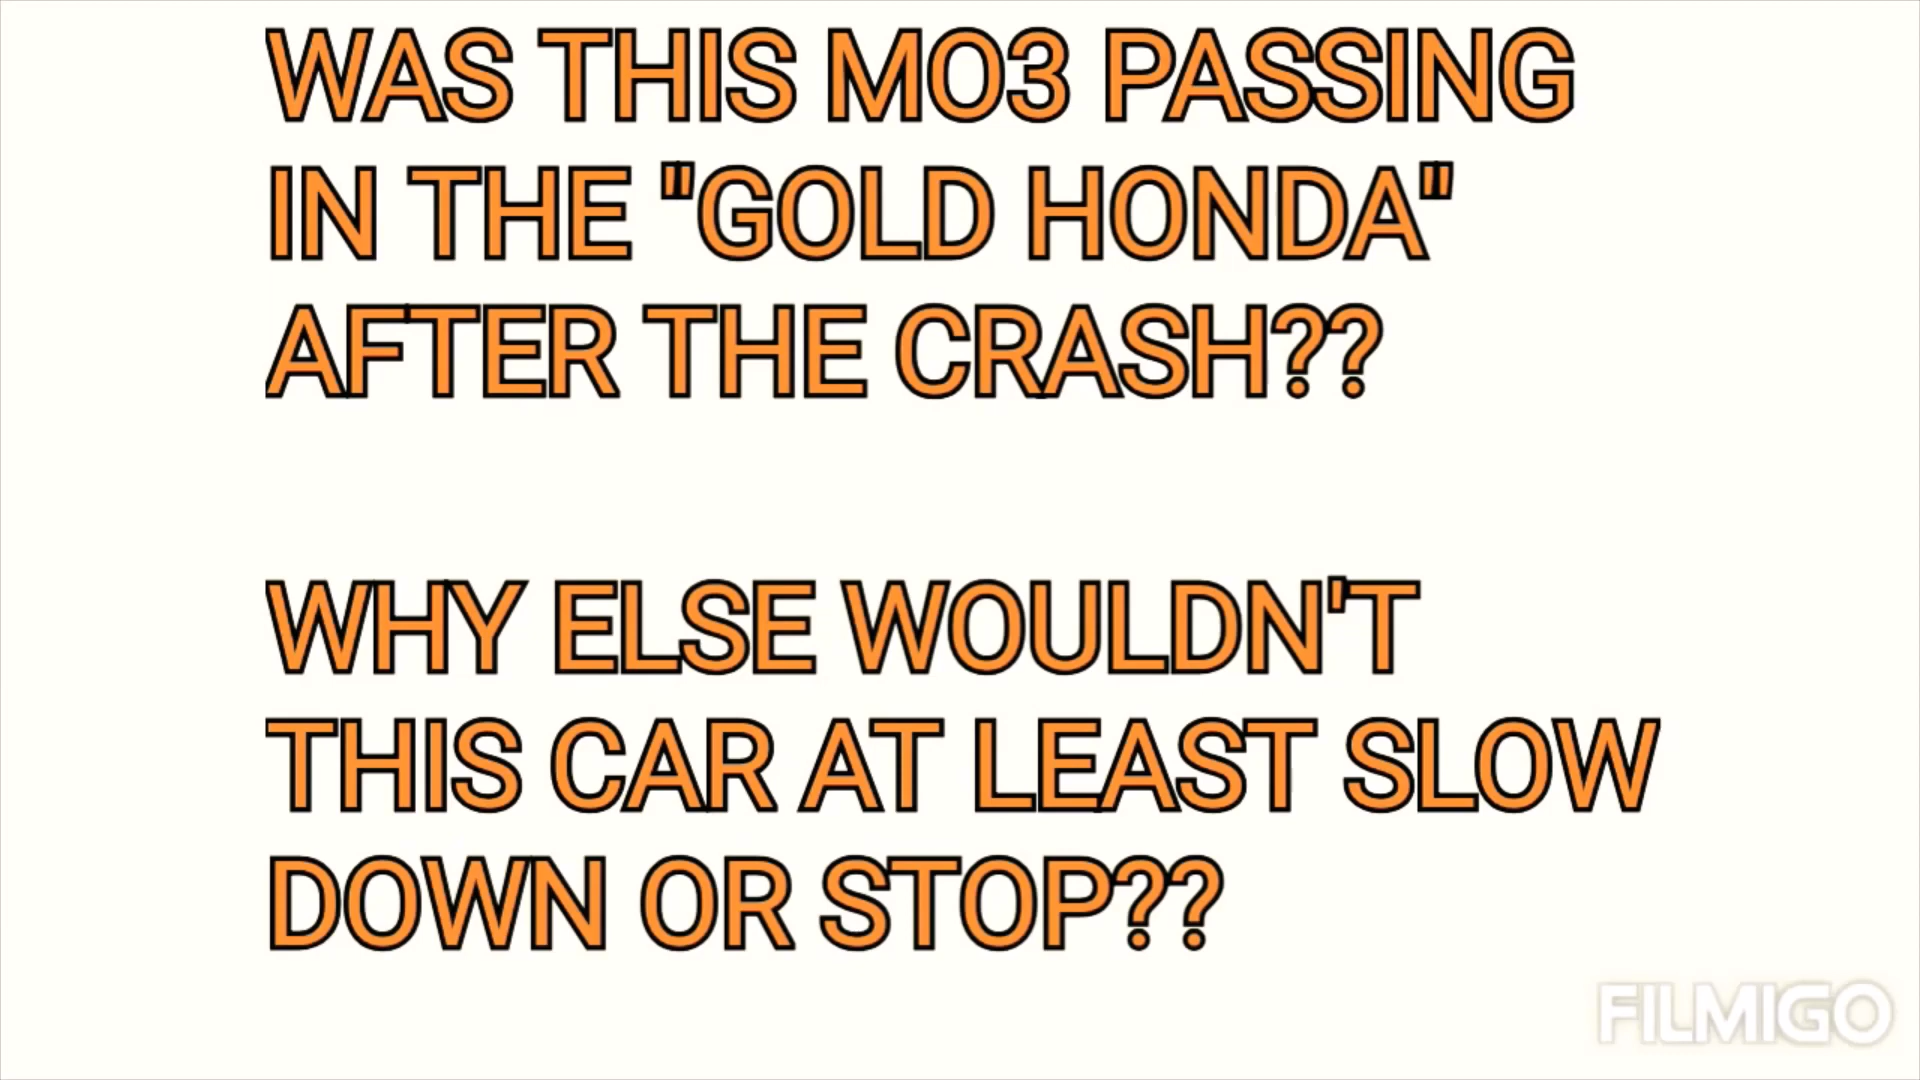 WAS THIS MO3 PASSING
IN THE "GOLD HONDA"
AFTER THE CRASH??
WHY ELSE WOULDN'T
THIS CAR AT LEAST SLOW
DOWN OR STOP??
FILMIGO